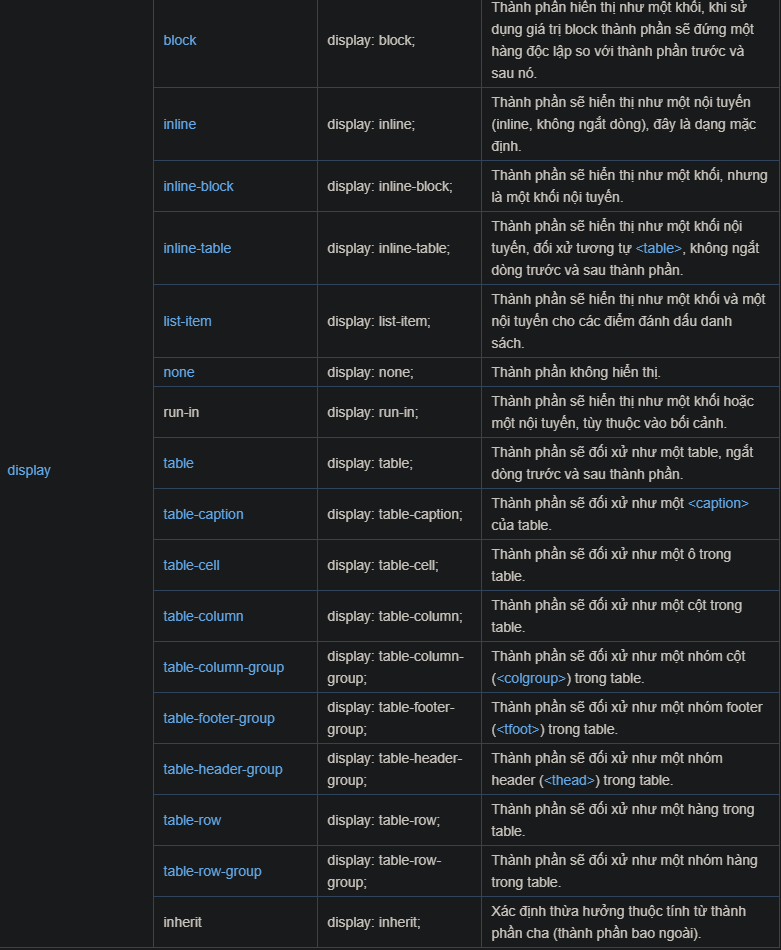 Thành phần hiển thị như một khối, khi sử
block
display: block;
dụng giá trị block thành phần sẽ đứng một
hàng độc lập so với thành phần trước và
sau nó.
inline
display: inline;
Thành phần sẽ hiển thị như một nội tuyến
(inline, không ngắt dòng), đây là dạng mặc
định.
inline-block
display: inline-block;
Thành phần sẽ hiển thị như một khối, nhưng
là một khối nội tuyến.
inline-table
display: inline-table;
Thành phần sẽ hiển thị như một khối nội
tuyến, đối xử tương tự <table>, không ngắt
dòng trước và sau thành phần.
list-item
display: list-item;
Thành phần sẽ hiển thị như một khối và một
nội tuyến cho các điểm đánh dấu danh
sách.
none
display: none;
Thành phần không hiển thị.
run-in
display: run-in;
Thành phần sẽ hiển thị như một khối hoặc
một nội tuyến, tùy thuộc vào bối cảnh.
display
table
display: table;
Thành phần sẽ đối xử như một table, ngắt
dòng trước và sau thành phần.
table-caption
display: table-caption;
Thành phần sẽ đối xử như một <caption>
của table.
table-cell
display: table-cell;
Thành phần sẽ đối xử như một ô trong
table.
table-column
display: table-column;
Thành phần sẽ đối xử như một cột trong
table.
table-column-group
display: table-column-
group;
Thành phần sẽ đối xử như một nhóm cột
(<colgroup>) trong table.
table-footer-group
display: table-footer-
group;
Thành phần sẽ đối xử như một nhóm footer
(<tfoot>) trong table.
table-header-group
display: table-header-
group;
Thành phần sẽ đối xử như một nhóm
header (<thead>) trong table.
table-row
display: table-row;
Thành phần sẽ đối xử như một hàng trong
table.
table-row-group
display: table-row-
group;
Thành phần sẽ đối xử như một nhóm hàng
trong table.
inherit
display: inherit;
Xác định thừa hưởng thuộc tính từ thành
phần cha (thành phần bao ngoài).